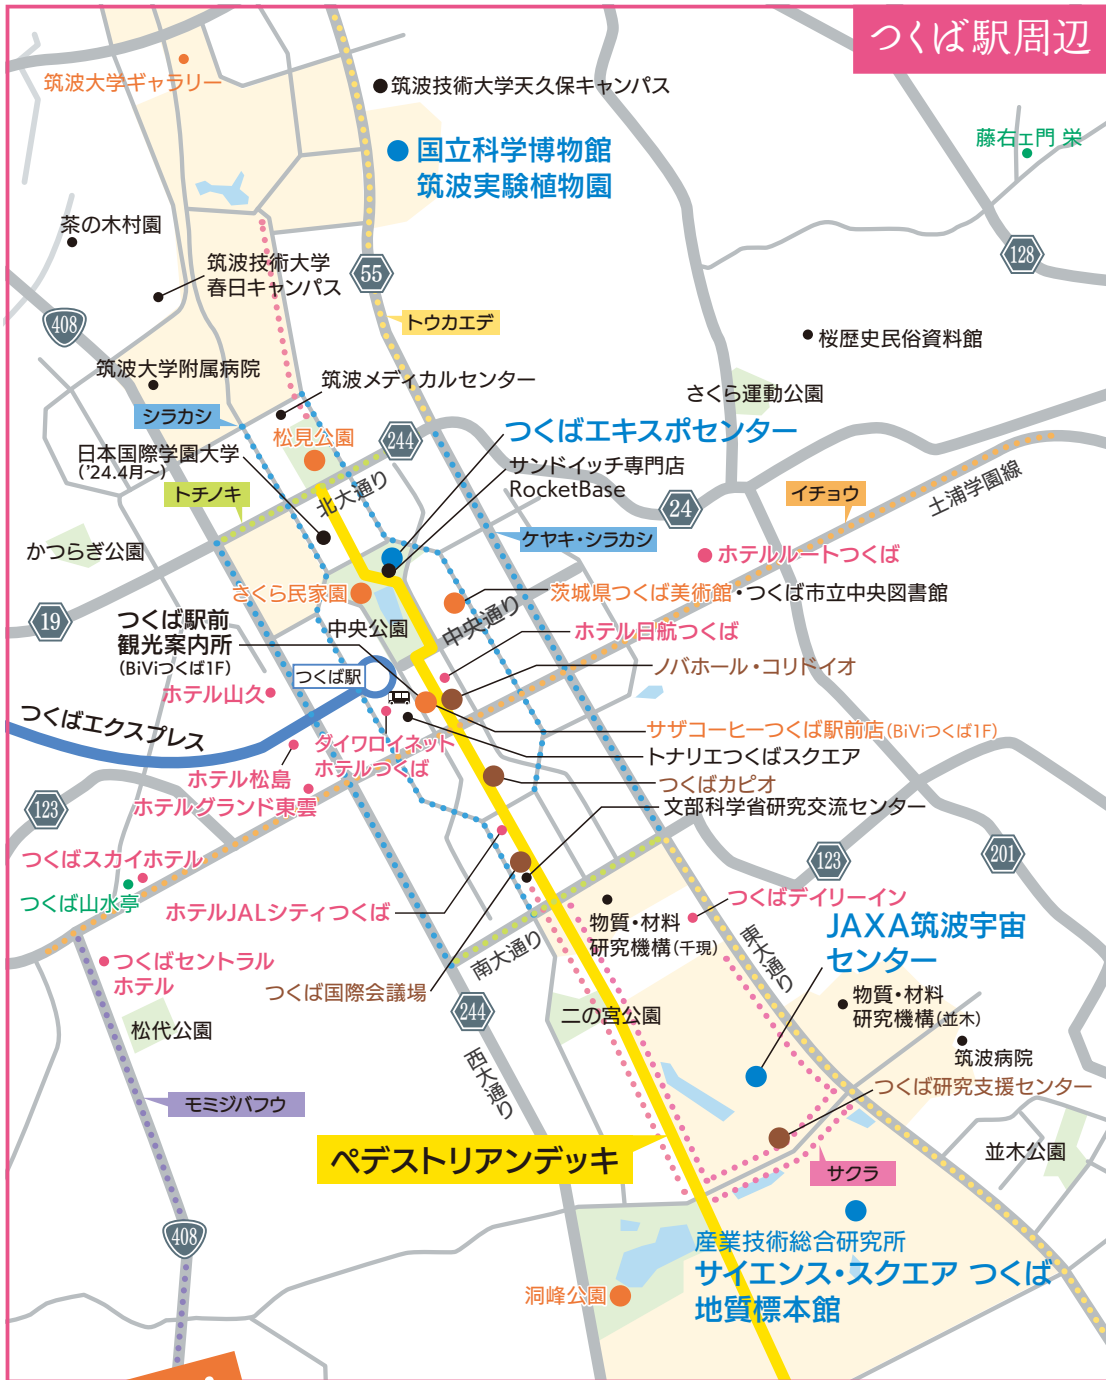 つくば駅周辺
筑波大学ギャラリー
筑波技術大学天久保キャンパス
国立科学博物館
筑波実験植物園
藤右ェ門 栄
茶の木村園
筑波技術大学
春日キャンパス
55
128
408
トウカエデ
桜歴史民俗資料館
筑波大学附属病院
筑波メディカルセンター
さくら運動公園
シラカシ
松見公園
244
つくばエキスポセンター
日本国際学園大学
('24.4月〜)
サンドイッチ専門店
RocketBase
トチノキ
北大通り
イチョウ
土浦学園線
24
ケヤキ・シラカシ
かつらぎ公園
ホテルルートつくば
さくら民家園
茨城県つくば美術館・つくば市立中央図書館
19
つくば駅前
観光案内所
(BiViつくば1F)
中央公園
中央通り
ホテル日航つくば
つくば駅
ノバホール・コリドイオ
ホテル山久
つくばエクスプレス
サザコーヒーつくば駅前店(BiViつくば1F)
ダイワロイネット
ホテルつくば
トナリエつくばスクエア
ホテル松島
つくばカピオ
ホテルグランド東雲
文部科学省研究交流センター
123
123
201
つくばスカイホテル
つくば山水亭
つくばデイリーイン
ホテルJALシティつくば
物質・材料
研究機構(千現)
JAXA筑波宇宙
センター
東大通り
南大通り
つくばセントラル
ホテル
つくば国際会議場
物質・材料
研究機構(並木)
244
二の宮公園
松代公園
筑波病院
西大通り
つくば研究支援センター
モミジバフウ
ペデストリアンデッキ
並木公園
サクラ
408
産業技術総合研究所
サイエンス・スクエア つくば
地質標本館
洞峰公園